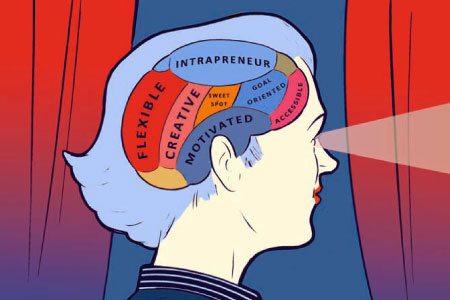 INTRAPRENEUR
FLEXIBLE
CREATIVE
SWEET
SPOT
GOAL
ORIENTED
ACCESSIBLE
MOTIVATED